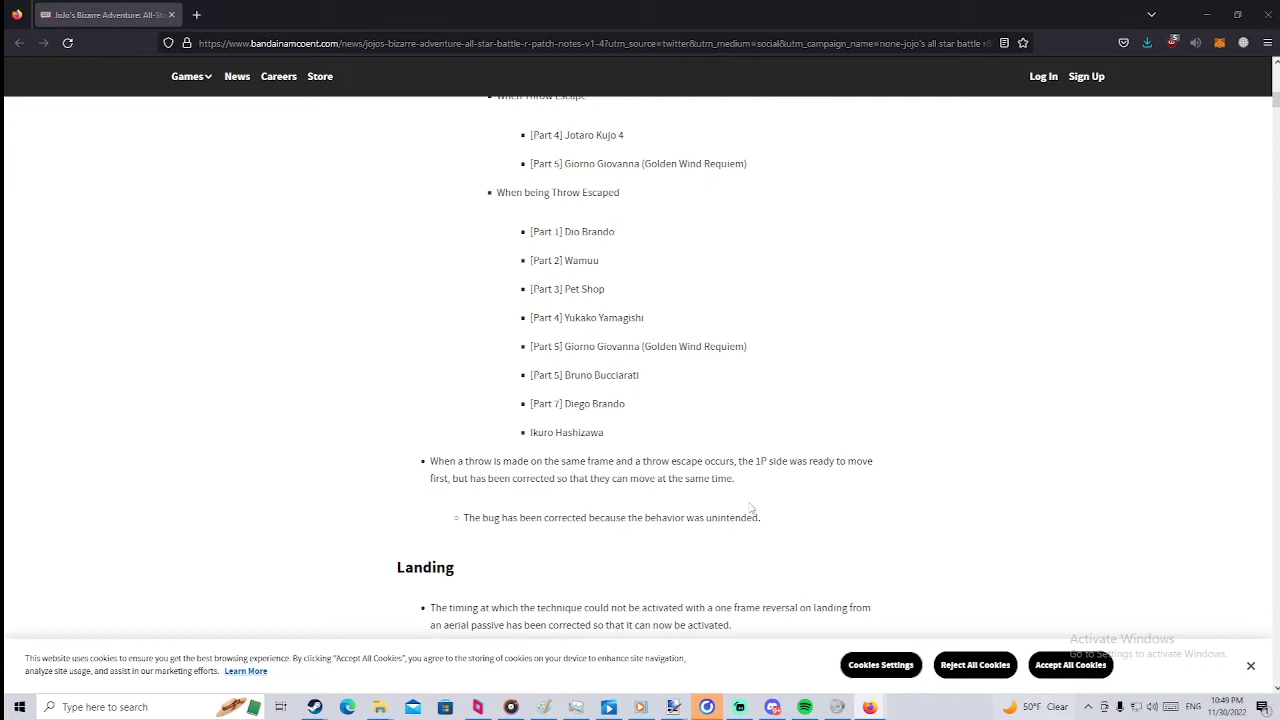 JoJo's Bizarre Adventure: All-Sta
https://www.bandainamcoent.com/news/jojos-bizarre-adventure-all-star-battle-r-patch-notes-v1-4?utm_source=twitter&utm_medium=social&utm_campaign_name=none-jojo's all star battle r
5
Games News Careers Store Log In Sign Up
When Throw Escape
[Part 4] Jotaro Kujo 4
[Part 5] Giorno Giovanna (Golden Wind Requiem)
When being Throw Escaped
[Part 1] Dio Brando
[Part 2] Wamuu
[Part 3] Pet Shop
[Part 4] Yukako Yamagishi
[Part 5] Giorno Giovanna (Golden Wind Requiem)
[Part 5] Bruno Bucciarati
[Part 7] Diego Brando
Ikuro Hashizawa
When a throw is made on the same frame and a throw escape occurs, the 1P side was ready to move
first, but has been corrected so that they can move at the same time.
The bug has been corrected because the behavior was unintended.
Landing
The timing at which the technique could not be activated with a one frame reversal on landing from
an aerial passive has been corrected so that it can now be activated.
Activate Windows
Go to Settings to activate Windows.
This website uses cookies to ensure you get the best browsing experience. By clicking "Accept All Cookies", you agree to the storing of cookies on your device to enhance site navigation,
analyze site usage, and assist in our marketing efforts. Learn More
Cookies Settings
Reject All Cookies
Accept All Cookies
Type here to search
50°F Clear
ENG
10:49 PM
11/30/2022